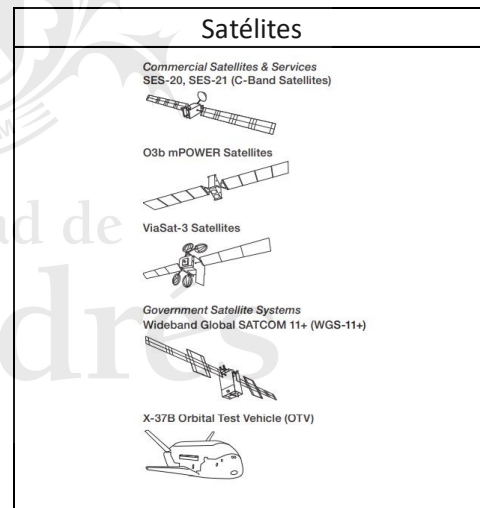 Satélites
Commercial Satellites & Services
SES-20, SES-21 (C-Band Satellites)
O3b mPOWER Satellites
ViaSat-3 Satellites
Government Satellite Systems
Wideband Global SATCOM 11+ (WGS-11+)
X-37B Orbital Test Vehicle (OTV)